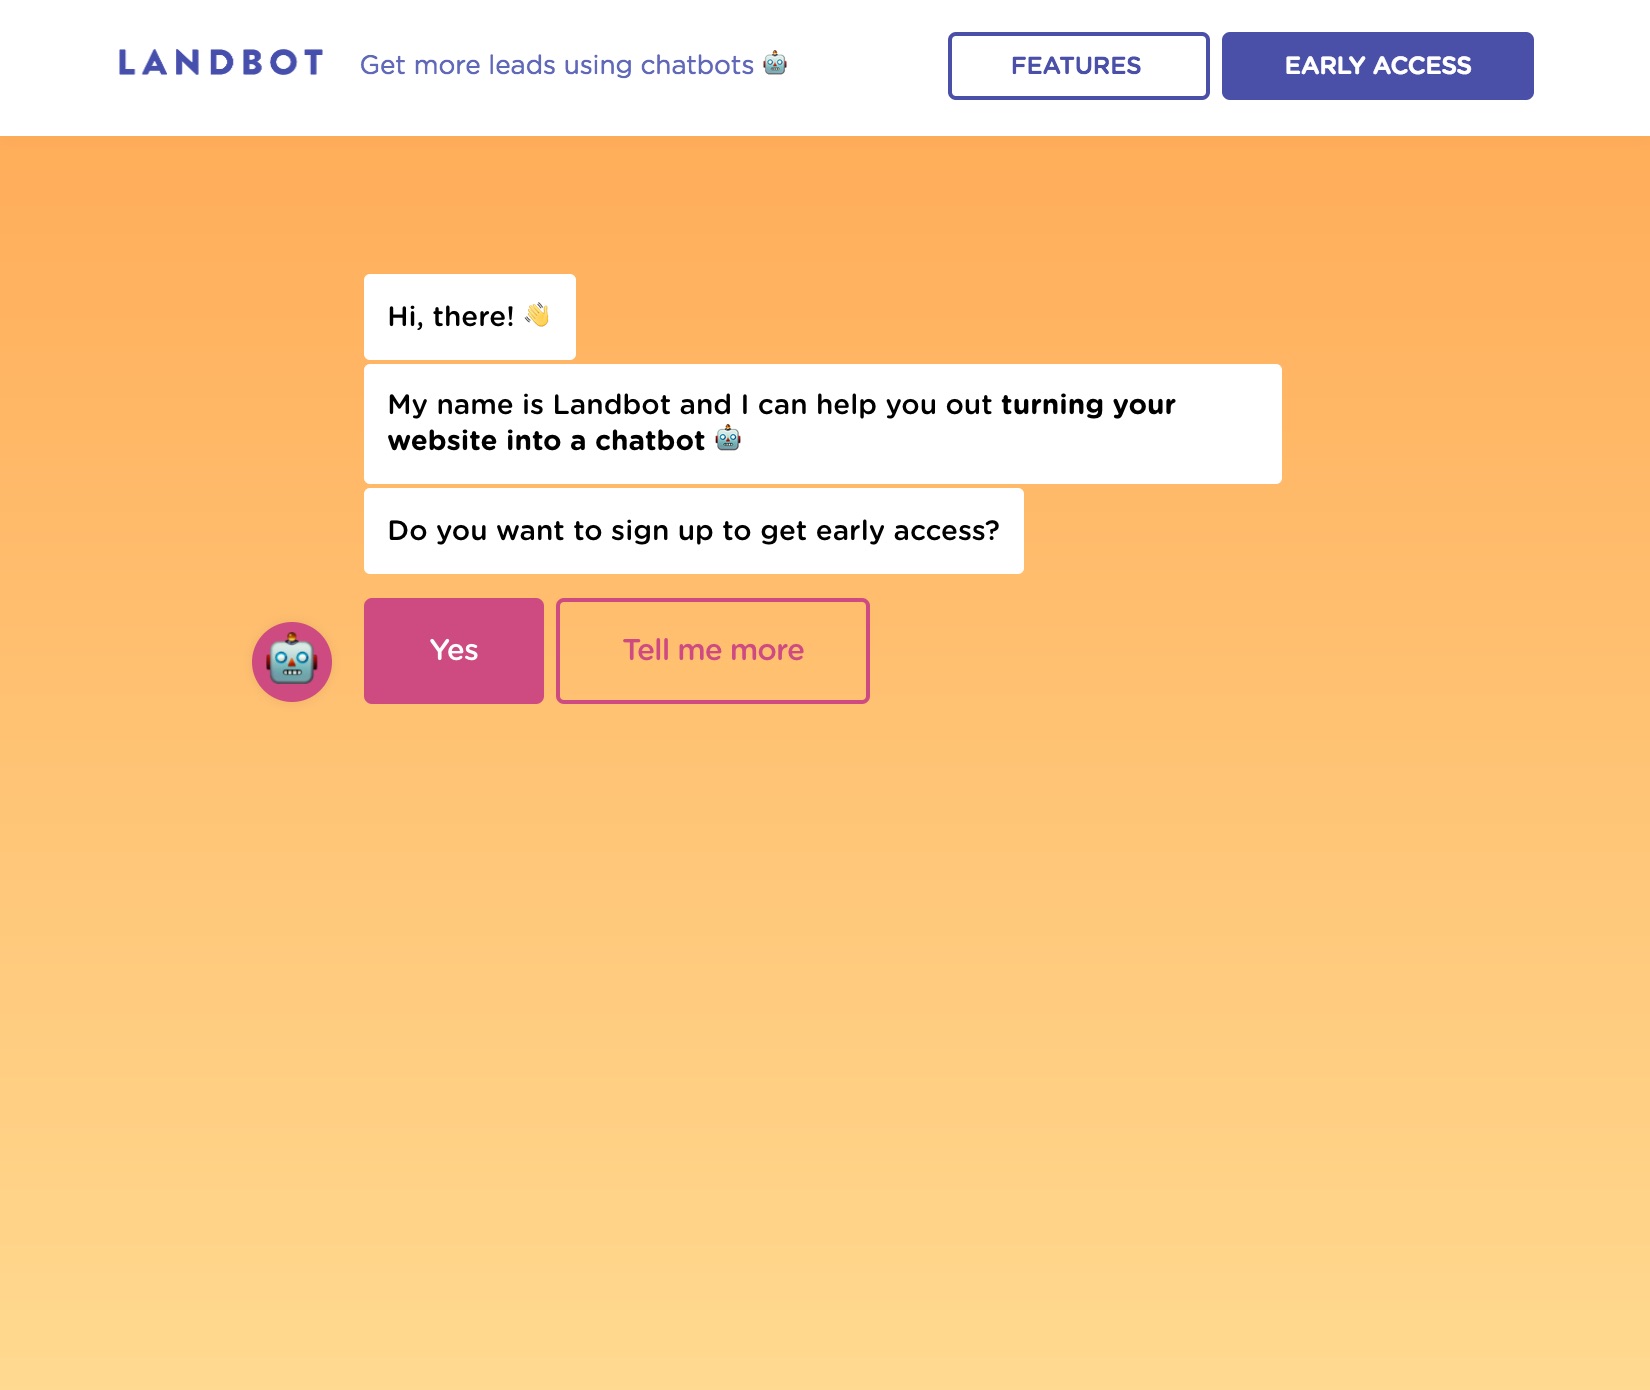 LANDBOT
Get more leads using chatbots 🤖
FEATURES
EARLY ACCESS
Hi, there! 👋
My name is Landbot and I can help you out turning your
website into a chatbot 🤖
Do you want to sign up to get early access?
Yes
Tell me more